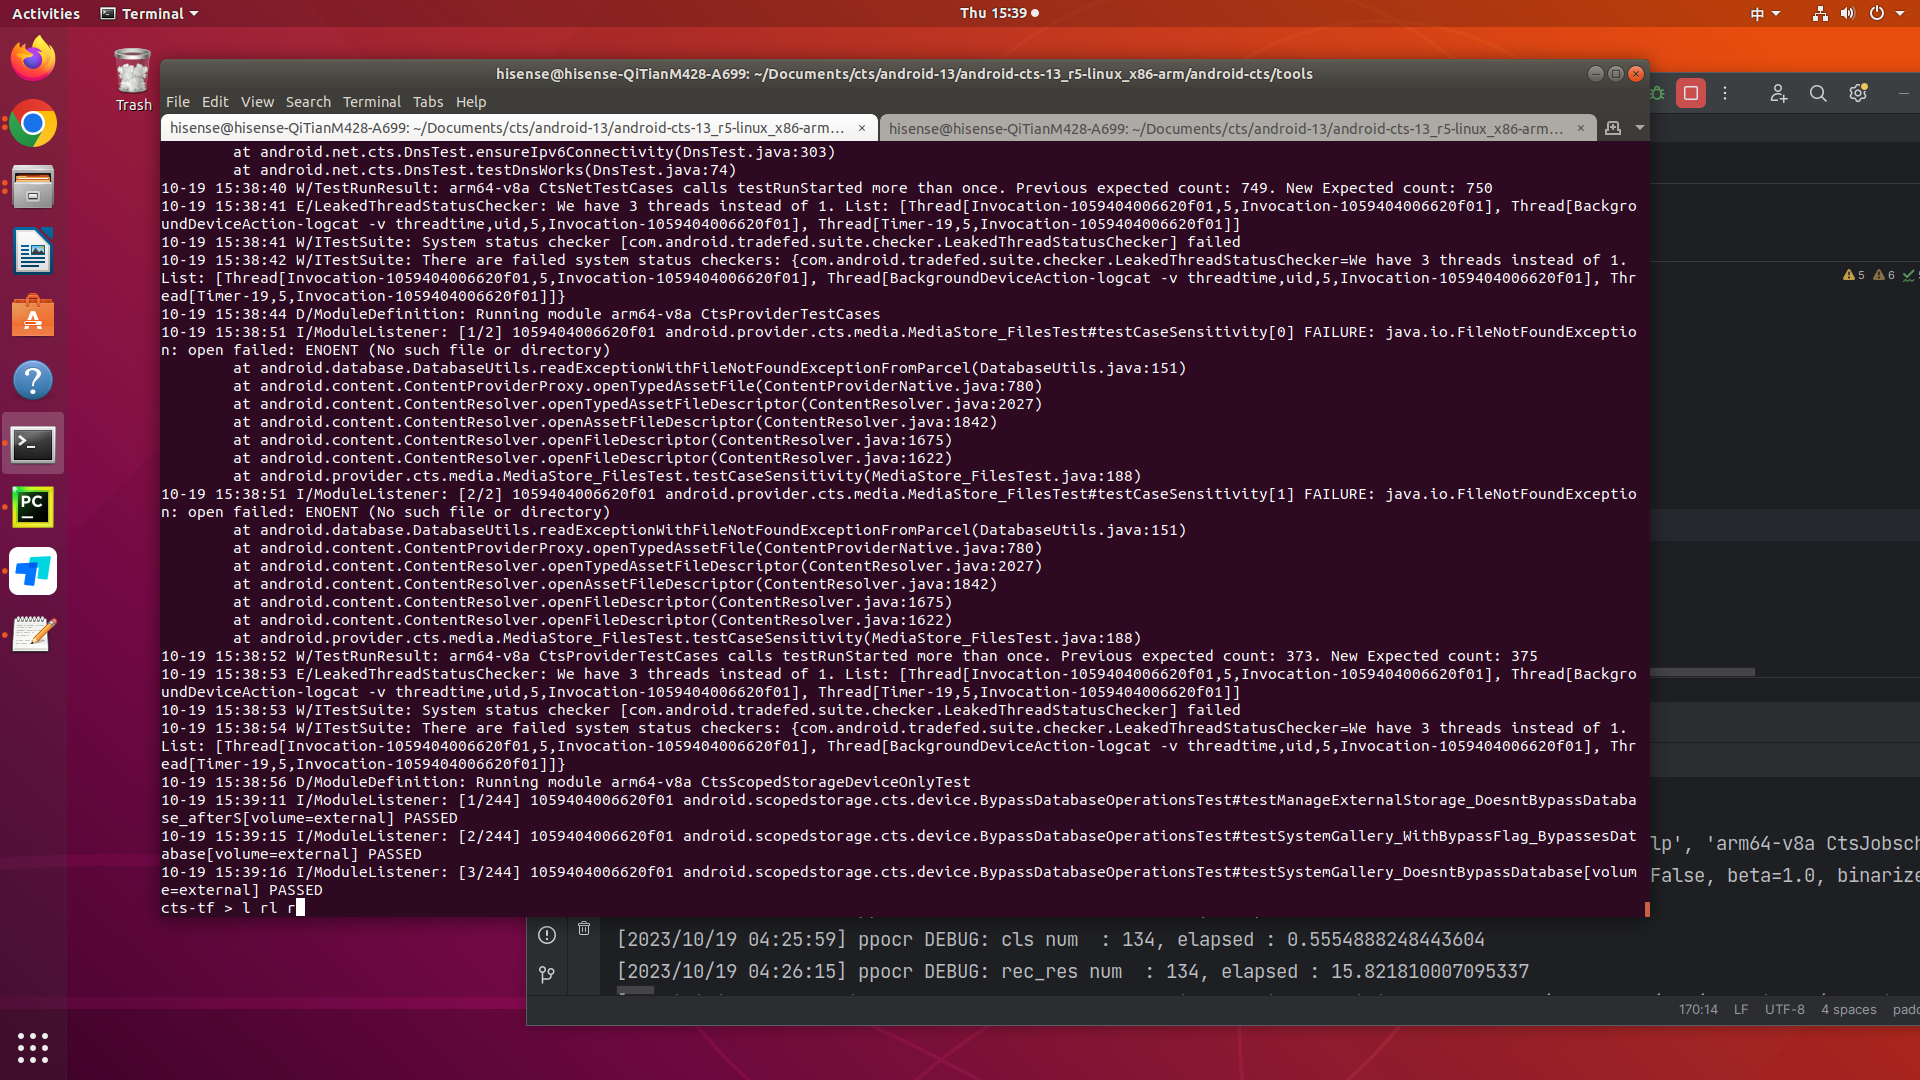 Activities
Terminal
Thu 15:39
中
Trash
hisense@hisense-QiTianM428-A699: ~/Documents/cts/android-13/android-cts-13_r5-linux_x86-arm/android-cts/tools
File Edit View Search Terminal Tabs Help
hisense@hisense-QiTianM428-A699: ~/Documents/cts/android-13/android-cts-13_r5-linux_x86-arm... ×
hisense@hisense-QiTianM428-A699: ~/Documents/cts/android-13/android-cts-13_r5-linux_x86-arm... ×
at android.net.cts.DnsTest.ensureIpv6Connectivity(DnsTest.java:303)
at android.net.cts.DnsTest.testDnsWorks(DnsTest.java:74)
10-19 15:38:40 W/TestRunResult: arm64-v8a CtsNetTestCases calls testRunStarted more than once. Previous expected count: 749. New Expected count: 750
10-19 15:38:41 E/LeakedThreadStatusChecker: We have 3 threads instead of 1. List: [Thread[Invocation-1059404006620f01,5,Invocation-1059404006620f01], Thread[Backgro
undDeviceAction-logcat -v threadtime,uid,5,Invocation-1059404006620f01], Thread[Timer-19,5,Invocation-1059404006620f01]]
10-19 15:38:41 W/ITestSuite: System status checker [com.android.tradefed.suite.checker.LeakedThreadStatusChecker] failed
10-19 15:38:42 W/ITestSuite: There are failed system status checkers: {com.android.tradefed.suite.checker.LeakedThreadStatusChecker=We have 3 threads instead of 1.
List: [Thread[Invocation-1059404006620f01,5,Invocation-1059404006620f01], Thread[BackgroundDeviceAction-logcat -v threadtime,uid,5,Invocation-1059404006620f01], Thr
ead[Timer-19,5,Invocation-1059404006620f01]]}
10-19 15:38:44 D/ModuleDefinition: Running module arm64-v8a CtsProviderTestCases
10-19 15:38:51 I/ModuleListener: [1/2] 1059404006620f01 android.provider.cts.media.MediaStore_FilesTest#testCaseSensitivity[0] FAILURE: java.io.FileNotFoundExceptio
n: open failed: ENOENT (No such file or directory)
at android.database.DatabaseUtils.readExceptionWithFileNotFoundExceptionFromParcel(DatabaseUtils.java:151)
at android.content.ContentProviderProxy.openTypedAssetFile(ContentProviderNative.java:780)
at android.content.ContentResolver.openTypedAssetFileDescriptor(ContentResolver.java:2027)
at android.content.ContentResolver.openAssetFileDescriptor(ContentResolver.java:1842)
at android.content.ContentResolver.openFileDescriptor(ContentResolver.java:1675)
at android.content.ContentResolver.openFileDescriptor(ContentResolver.java:1622)
at android.provider.cts.media.MediaStore_FilesTest.testCaseSensitivity(MediaStore_FilesTest.java:188)
10-19 15:38:51 I/ModuleListener: [2/2] 1059404006620f01 android.provider.cts.media.MediaStore_FilesTest#testCaseSensitivity[1] FAILURE: java.io.FileNotFoundExceptio
n: open failed: ENOENT (No such file or directory)
at android.database.DatabaseUtils.readExceptionWithFileNotFoundExceptionFromParcel(DatabaseUtils.java:151)
at android.content.ContentProviderProxy.openTypedAssetFile(ContentProviderNative.java:780)
at android.content.ContentResolver.openTypedAssetFileDescriptor(ContentResolver.java:2027)
at android.content.ContentResolver.openAssetFileDescriptor(ContentResolver.java:1842)
at android.content.ContentResolver.openFileDescriptor(ContentResolver.java:1675)
at android.content.ContentResolver.openFileDescriptor(ContentResolver.java:1622)
at android.provider.cts.media.MediaStore_FilesTest.testCaseSensitivity(MediaStore_FilesTest.java:188)
10-19 15:38:52 W/TestRunResult: arm64-v8a CtsProviderTestCases calls testRunStarted more than once. Previous expected count: 373. New Expected count: 375
10-19 15:38:53 E/LeakedThreadStatusChecker: We have 3 threads instead of 1. List: [Thread[Invocation-1059404006620f01,5,Invocation-1059404006620f01], Thread[Backgro
undDeviceAction-logcat -v threadtime,uid,5,Invocation-1059404006620f01], Thread[Timer-19,5,Invocation-1059404006620f01]]
10-19 15:38:53 W/ITestSuite: System status checker [com.android.tradefed.suite.checker.LeakedThreadStatusChecker] failed
10-19 15:38:54 W/ITestSuite: There are failed system status checkers: {com.android.tradefed.suite.checker.LeakedThreadStatusChecker=We have 3 threads instead of 1.
List: [Thread[Invocation-1059404006620f01,5,Invocation-1059404006620f01], Thread[BackgroundDeviceAction-logcat -v threadtime,uid,5,Invocation-1059404006620f01], Thr
ead[Timer-19,5,Invocation-1059404006620f01]]}
10-19 15:38:56 D/ModuleDefinition: Running module arm64-v8a CtsScopedStorageDeviceOnlyTest
10-19 15:39:11 I/ModuleListener: [1/244] 1059404006620f01 android.scopedstorage.cts.device.BypassDatabaseOperationsTest#testManageExternalStorage_DoesntBypassDataba
se_afterS[volume=external] PASSED
10-19 15:39:15 I/ModuleListener: [2/244] 1059404006620f01 android.scopedstorage.cts.device.BypassDatabaseOperationsTest#testSystemGallery_WithBypassFlag_BypassesDat
abase[volume=external] PASSED
10-19 15:39:16 I/ModuleListener: [3/244] 1059404006620f01 android.scopedstorage.cts.device.BypassDatabaseOperationsTest#testSystemGallery_DoesntBypassDatabase[volum
e=external] PASSED
cts-tf > l rl r
PC
5 6
lp', 'arm64-v8a CtsJobsch
False, beta=1.0, binarize
[2023/10/19 04:25:59] ppocr DEBUG: cls num : 134, elapsed : 0.5554888248443604
[2023/10/19 04:26:15] ppocr DEBUG: rec_res num : 134, elapsed : 15.821810007095337
170:14 LF UTF-8 4 spaces padd